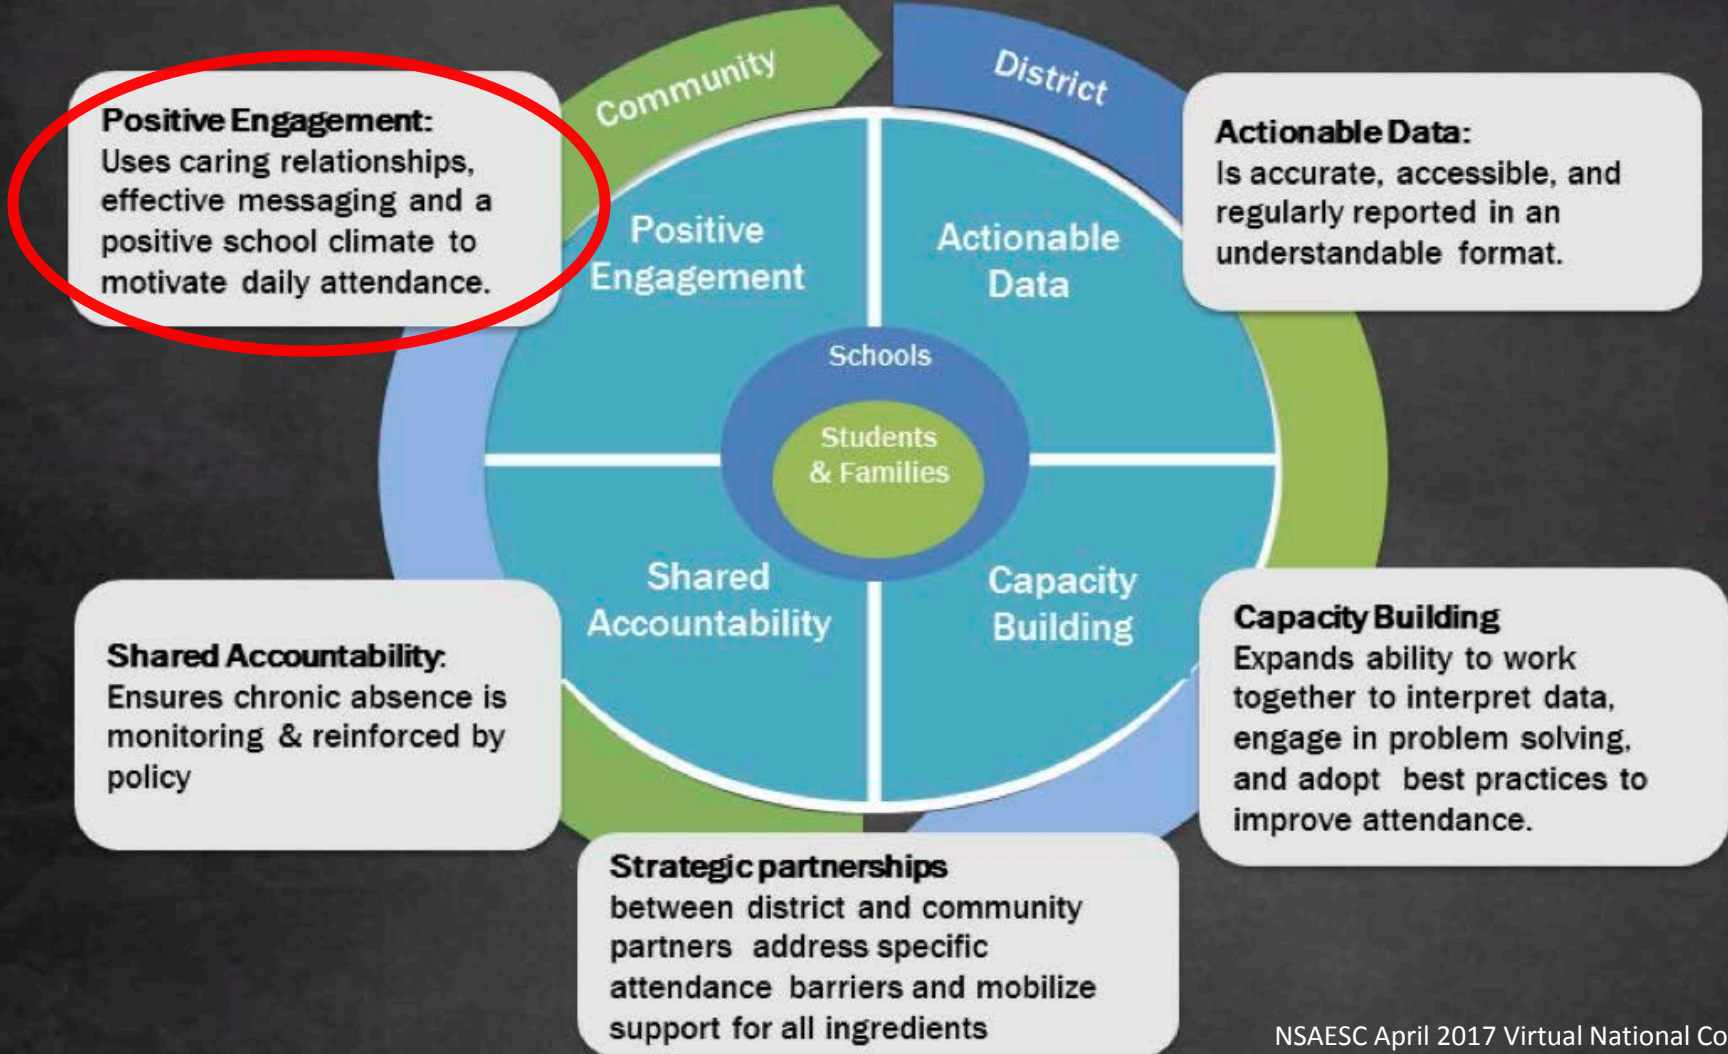 Community
District
Positive Engagement:
Uses caring relationships,
effective messaging and a
positive school climate to
motivate daily attendance.
Actionable Data:
Is accurate, accessible, and
regularly reported in an
understandable format.
Positive
Engagement
Actionable
Data
Schools
Students
& Families
Shared
Accountability
Capacity
Building
Shared Accountability:
Ensures chronic absence is
monitoring & reinforced by
policy
Capacity Building
Expands ability to work
together to interpret data,
engage in problem solving,
and adopt best practices to
improve attendance.
Strategic partnerships
between district and community
partners address specific
attendance barriers and mobilize
support for all ingredients
NSAESC April 2017 Virtual National Co